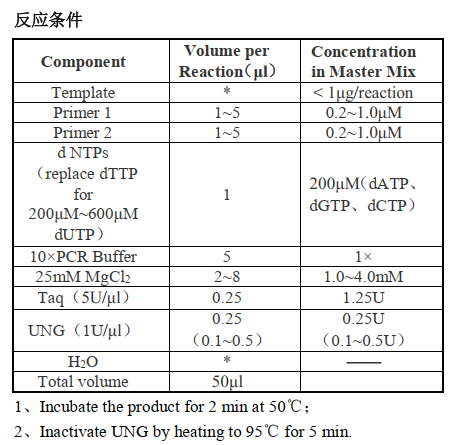 反应条件
Component Volume per Reaction(μl) Concentration in Master Mix
Template * < 1μg/reaction
Primer 1 1~5 0.2~1.0μM
Primer 2 1~5 0.2~1.0μM
d NTPs (replace dTTP for 200μM~600μM dUTP) 1 200μM(dATP、dGTP、dCTP)
10×PCR Buffer 5 1×
25mM MgCl₂ 2~8 1.0~4.0mM
Taq(5U/μl) 0.25 1.25U
UNG(1U/μl) 0.25 (0.1~0.5) 0.25U (0.1~0.5U)
H₂O * ——
Total volume 50μl
1、Incubate the product for 2 min at 50℃;
2、Inactivate UNG by heating to 95℃ for 5 min.